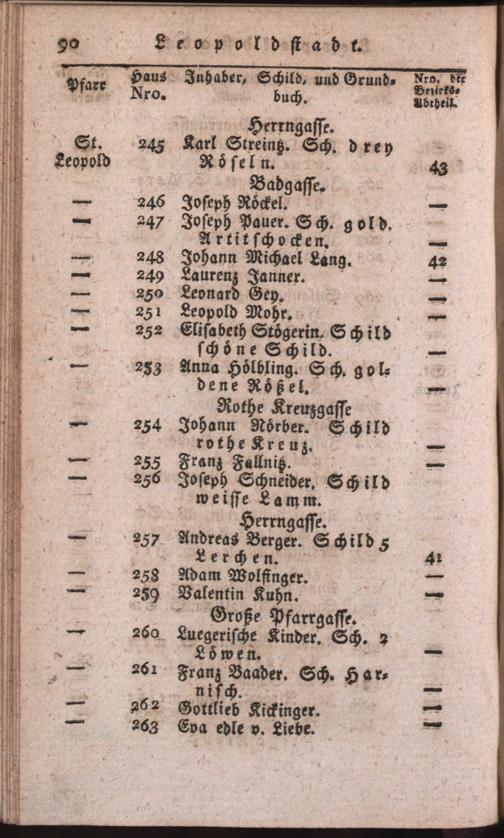 90 Leopoldstadt.
Pfarr Haus Nro. Inhaber, Schild, und Grundbuch. Nro. der Bezirks-Abtheil.
Herrngasse.
St. Leopold 245 Karl Streintz. Sch. drey
Röseln. 43
Badgasse.
— 246 Joseph Röckel. —
— 247 Joseph Pauer. Sch. gold.
Artitschocken. —
— 248 Johann Michael Lang. 42
— 249 Laurenz Janner. —
— 250 Leonard Gey. —
— 251 Leopold Mohr. —
— 252 Elisabeth Stögerin. Schild
schöne Schild. —
— 253 Anna Hölbling. Sch. gol-
dene Rößel. —
Rothe Kreuzgasse
— 254 Johann Nörber. Schild
rothe Kreuz. —
— 255 Franz Fallnitz. —
— 256 Joseph Schneider. Schild
weisse Lamm.
Herrngasse.
— 257 Andreas Berger. Schild 5
Lerchen. 41
— 258 Adam Wolfinger. —
— 259 Valentin Kuhn. —
Große Pfarrgasse.
— 260 Luegerische Kinder. Sch. 2
Löwen. —
— 261 Franz Baader. Sch. Har-
nisch. —
— 262 Gottlieb Kickinger. —
— 263 Eva edle v. Liebe. —